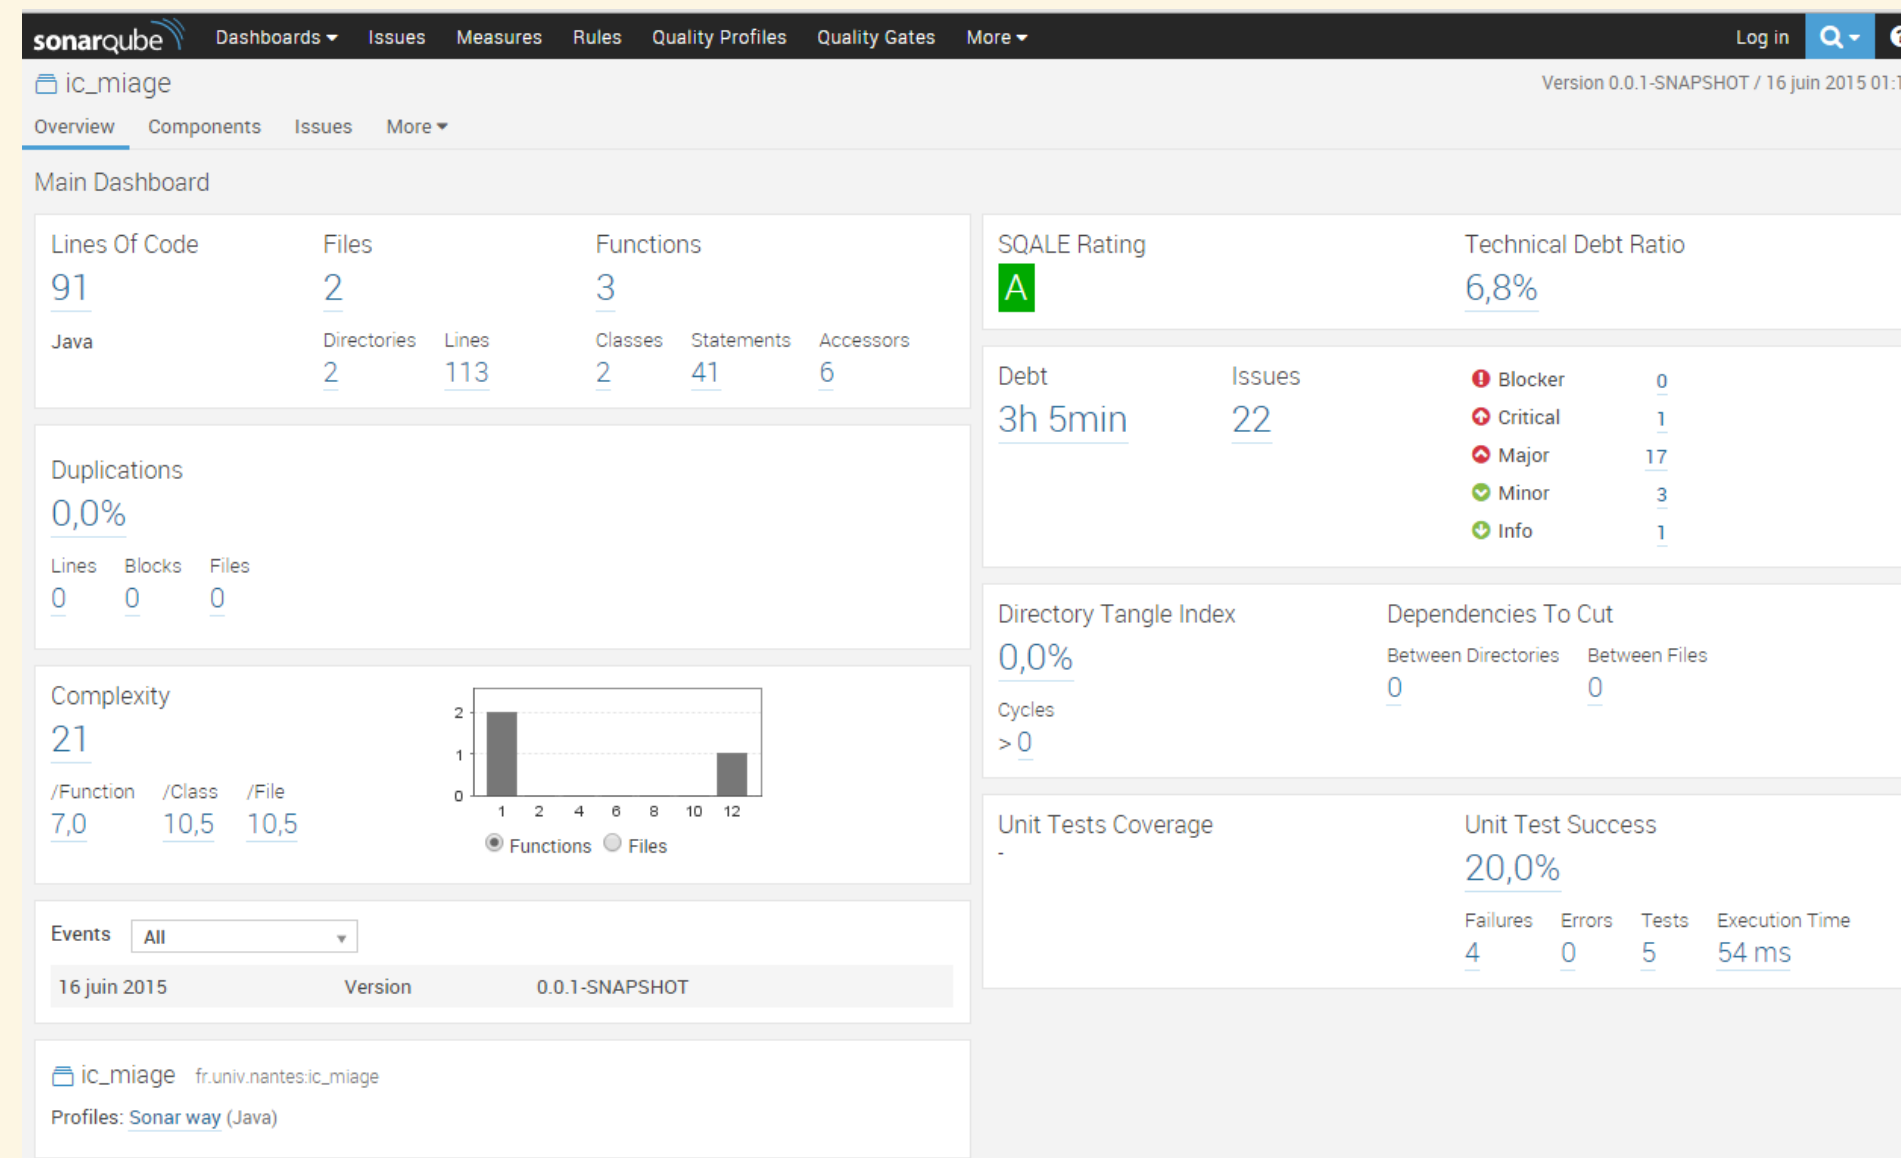 sonarqube Dashboards Issues Measures Rules Quality Profiles Quality Gates More Log in
ic_miage Version 0.0.1-SNAPSHOT / 16 juin 2015
Overview Components Issues More
Main Dashboard
Lines Of Code Files Functions
91 2 3
Java Directories Lines Classes Statements Accessors
2 113 2 41 6
Duplications
0,0%
Lines Blocks Files
0 0 0
Complexity
21
/Function /Class /File
7,0 10,5 10,5
2
1
0
1 2 4 6 8 10 12
Functions Files
Events All
16 juin 2015 Version 0.0.1-SNAPSHOT
ic_miage fr.univ.nantes:ic_miage
Profiles: Sonar way (Java)
SQALE Rating Technical Debt Ratio
A 6,8%
Debt Issues
3h 5min 22
Blocker 0
Critical 1
Major 17
Minor 3
Info 1
Directory Tangle Index Dependencies To Cut
0,0% Between Directories Between Files
0 0
Cycles
> 0
Unit Tests Coverage Unit Test Success
- 20,0%
Failures Errors Tests Execution Time
4 0 5 54 ms